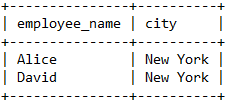 employee_name | city
Alice | New York
David | New York